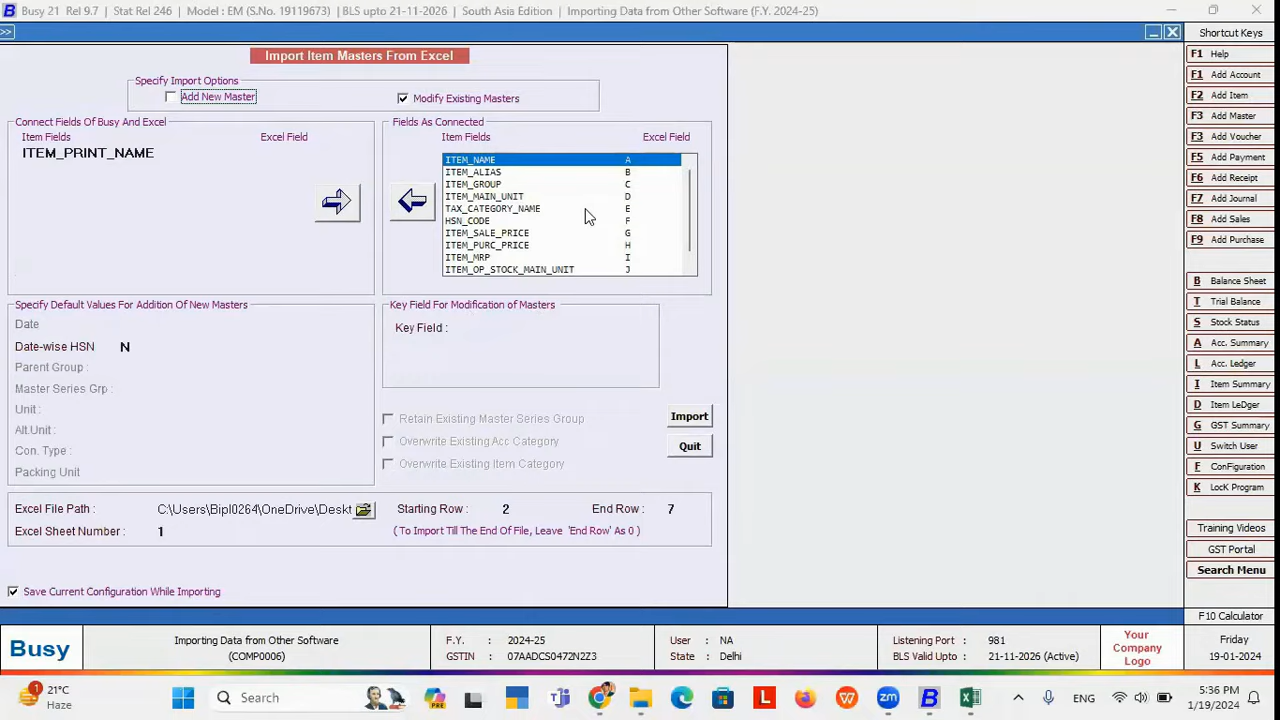 Busy 21 Rel 9.7 | Stat Rel 246 | Model : EM (S.No. 19119673) | BLS upto 21-11-2026 | South Asia Edition | Importing Data from Other Software (F.Y. 2024-25)
>>
Import Item Masters From Excel
Specify Import Options
Add New Master
Modify Existing Masters
Connect Fields Of Busy And Excel
Item Fields Excel Field
ITEM_PRINT_NAME
Fields As Connected
Item Fields Excel Field
ITEM_NAME A
ITEM_ALIAS B
ITEM_GROUP C
ITEM_MAIN_UNIT D
TAX_CATEGORY_NAME E
HSN_CODE F
ITEM_SALE_PRICE G
ITEM_PURC_PRICE H
ITEM_MRP I
ITEM_OP_STOCK_MAIN_UNIT J
Specify Default Values For Addition Of New Masters
Date
Date-wise HSN N
Parent Group :
Master Series Grp :
Unit :
Alt.Unit :
Con. Type :
Packing Unit
Key Field For Modification of Masters
Key Field :
Retain Existing Master Series Group
Overwrite Existing Acc Category
Overwrite Existing Item Category
Import
Quit
Excel File Path : C:\Users\Bipl0264\OneDrive\Deskt
Starting Row : 2 End Row : 7
Excel Sheet Number : 1
( To Import Till The End Of File, Leave 'End Row' As 0 )
Save Current Configuration While Importing
Shortcut Keys
F1 Help
F1 Add Account
F2 Add Item
F3 Add Master
F3 Add Voucher
F5 Add Payment
F6 Add Receipt
F7 Add Journal
F8 Add Sales
F9 Add Purchase
B Balance Sheet
T Trial Balance
S Stock Status
A Acc. Summary
L Acc. Ledger
I Item Summary
D Item LeDger
G GST Summary
U Switch User
F ConFiguration
K LocK Program
Training Videos
GST Portal
Search Menu
F10 Calculator
Busy
Importing Data from Other Software
(COMP0006)
F.Y. : 2024-25
GSTIN : 07AADCS0472N2Z3
User : NA
State : Delhi
Listening Port : 981
BLS Valid Upto : 21-11-2026 (Active)
Your
Company
Logo
Friday
19-01-2024
1
21°C
Haze
Search
PRE
L
W
zm
B
ENG
5:36 PM
1/19/2024